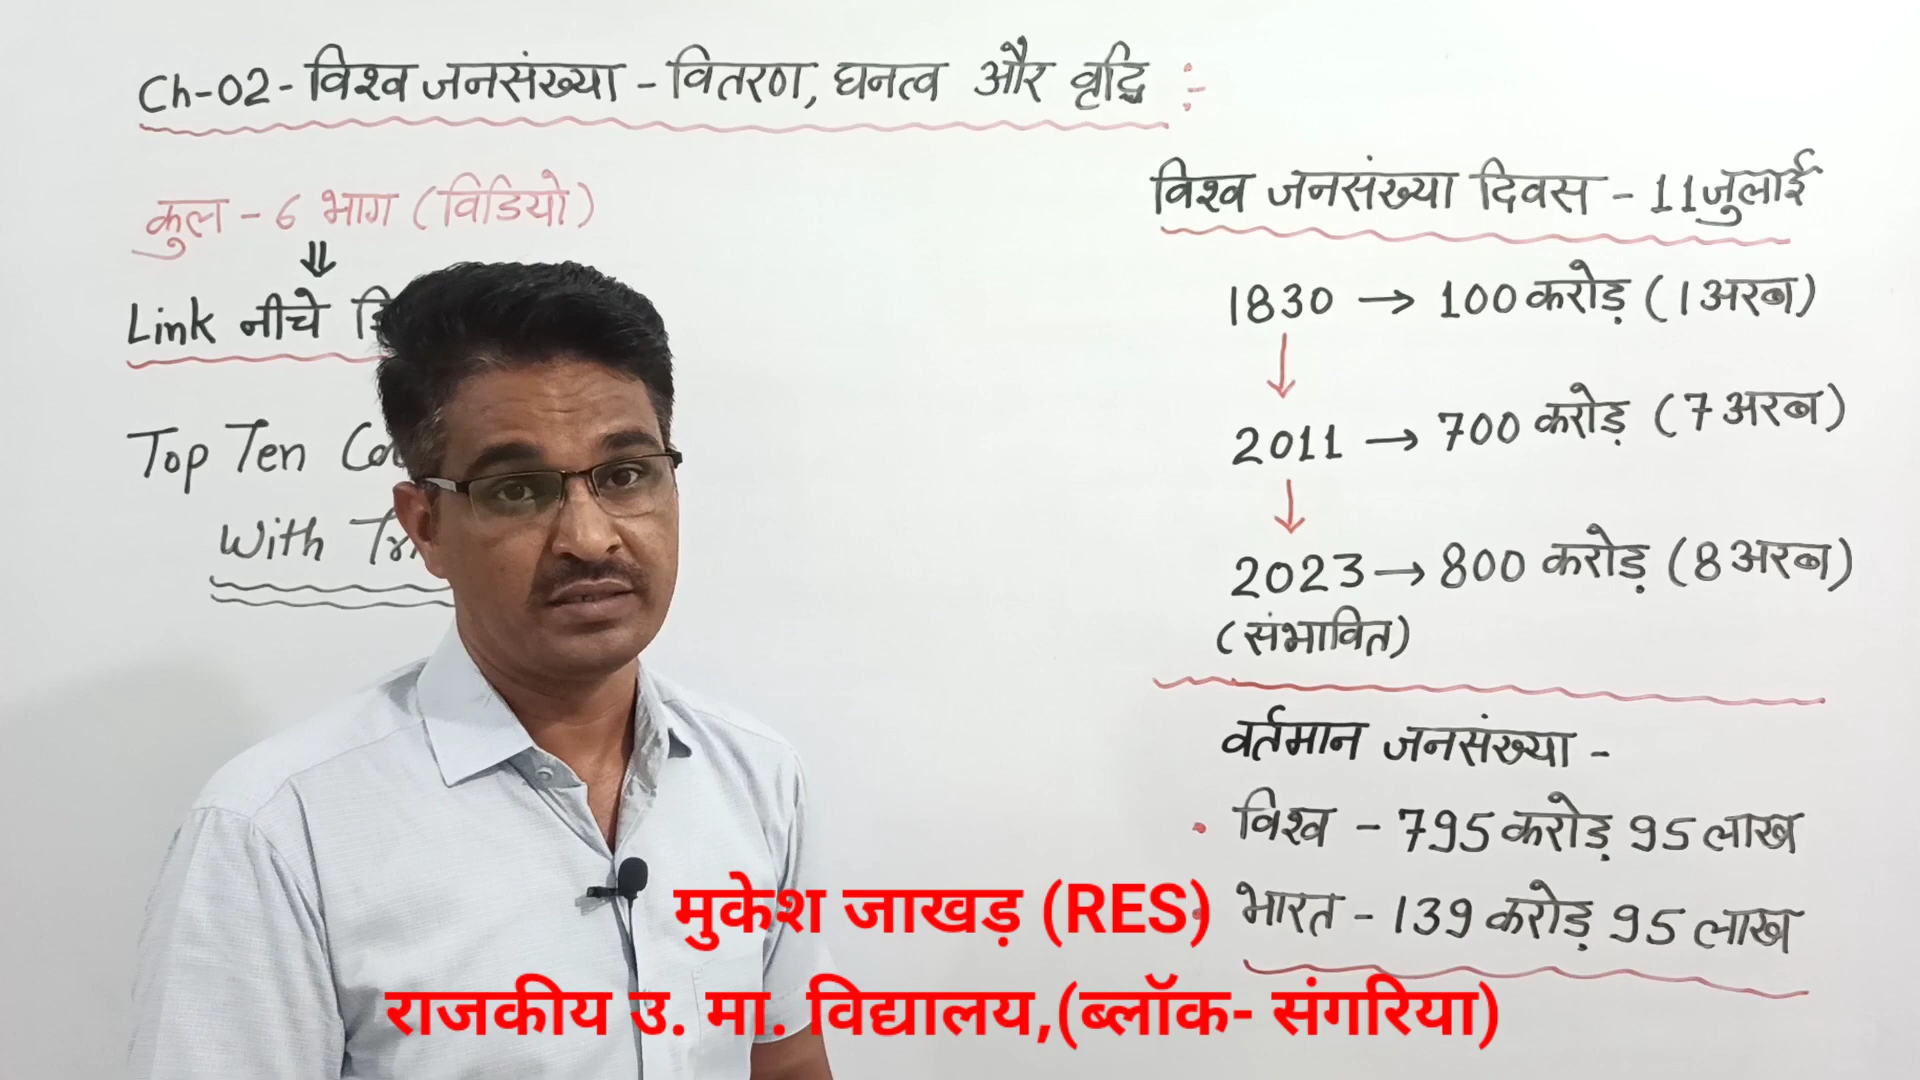 Ch-02- विश्व जनसंख्या - वितरण, घनत्व और वृद्धि :-
कुल - 6 भाग (विडियो)
⇓
Link नीचे
Top Ten
With
विश्व जनसंख्या दिवस - 11 जुलाई
1830 → 100 करोड़ (1 अरब)
↓
2011 → 700 करोड़ (7 अरब)
↓
2023 → 800 करोड़ (8 अरब)
(संभावित)
वर्तमान जनसंख्या -
• विश्व - 795 करोड़ 95 लाख
• भारत - 139 करोड़ 95 लाख
मुकेश जाखड़ (RES)
राजकीय उ. मा. विद्यालय,(ब्लॉक- संगरिया)